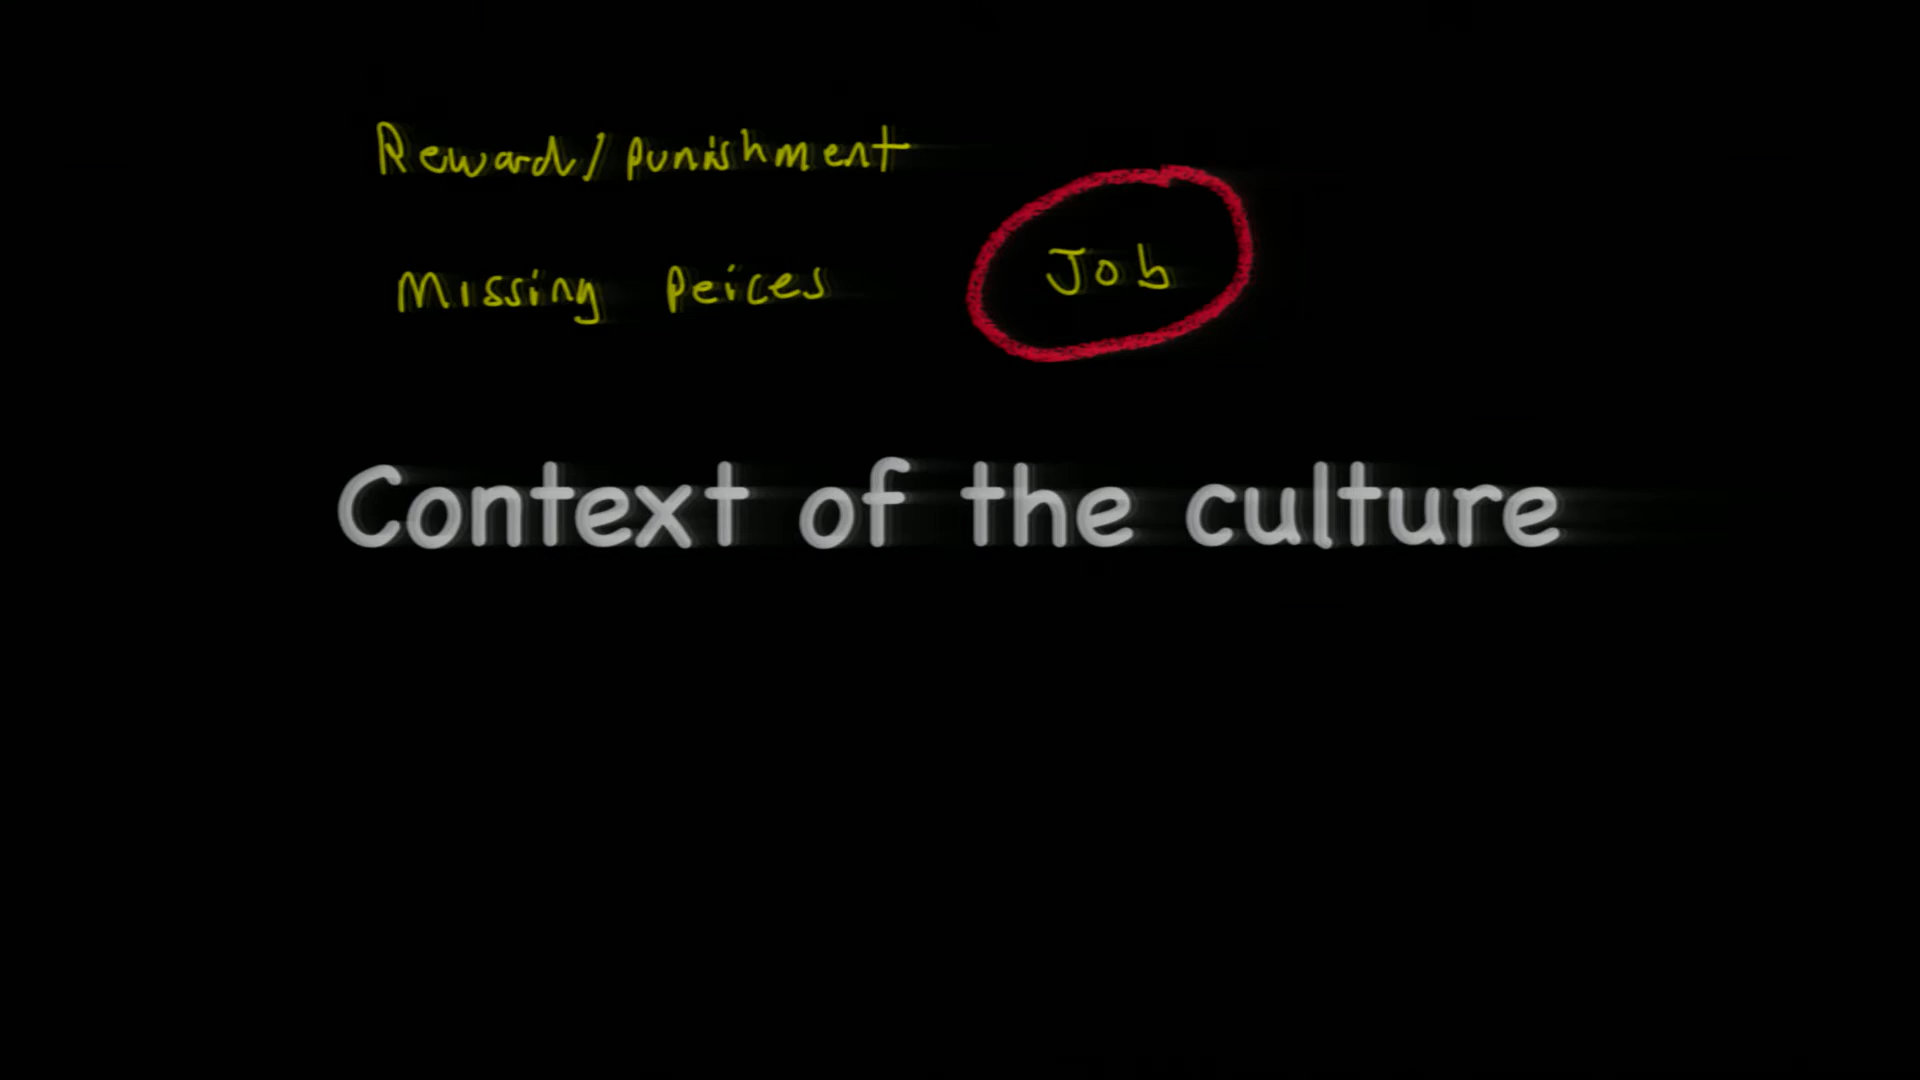 Reward/punishment
Missing Peices
Job
Context of the culture